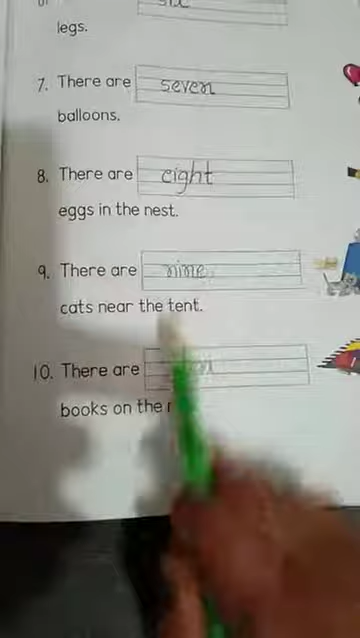 legs.
7. There are seven
balloons.
8. There are eight
eggs in the nest.
9. There are nine
cats near the tent.
10. There are
books on the